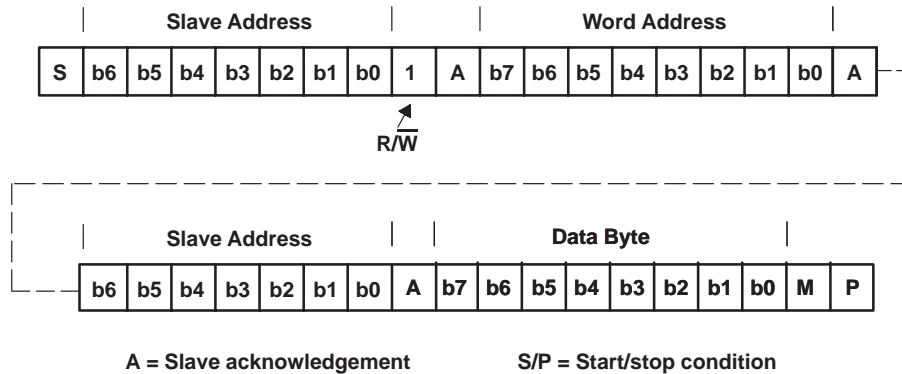 Slave Address Word Address
S b6 b5 b4 b3 b2 b1 b0 1 A b7 b6 b5 b4 b3 b2 b1 b0 A
R/W̅
Slave Address Data Byte
b6 b5 b4 b3 b2 b1 b0 A b7 b6 b5 b4 b3 b2 b1 b0 M P
A = Slave acknowledgement S/P = Start/stop condition